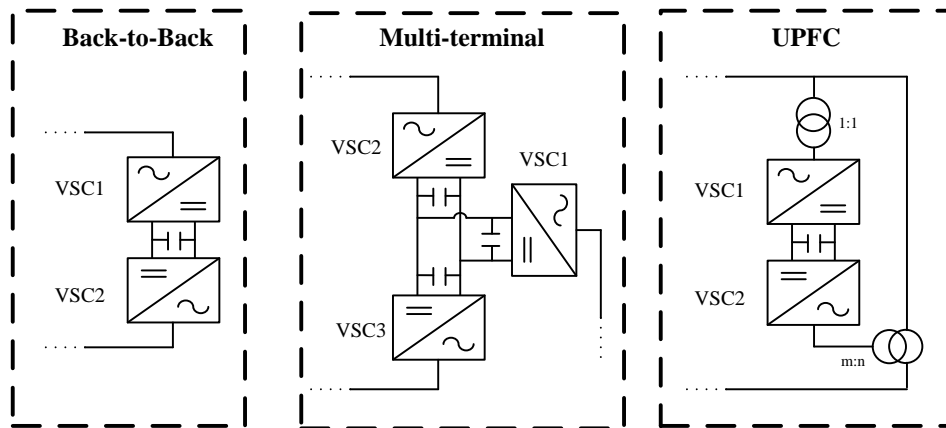 Back-to-Back
VSC1
VSC2
Multi-terminal
VSC2
VSC1
VSC3
UPFC
1:1
VSC1
VSC2
m:n